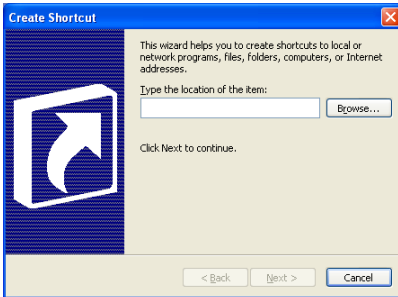 Create Shortcut
This wizard helps you to create shortcuts to local or
network programs, files, folders, computers, or Internet
addresses.
Type the location of the item:
Browse...
Click Next to continue.
< Back
Next >
Cancel